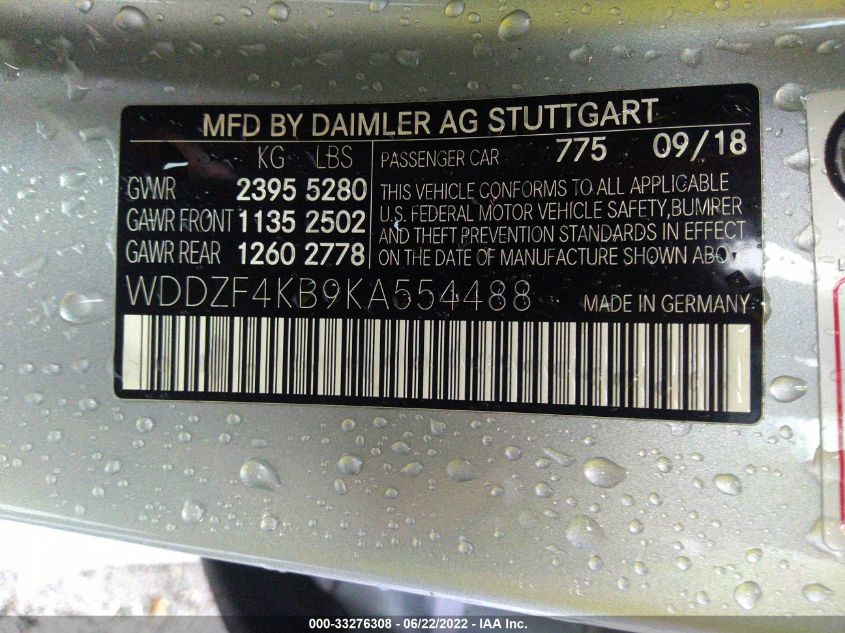 MFD BY DAIMLER AG STUTTGART
KG LBS
GVWR 2395 5280
GAWR FRONT 1135 2502
GAWR REAR 1260 2778
PASSENGER CAR 775 09/18
THIS VEHICLE CONFORMS TO ALL APPLICABLE
U.S. FEDERAL MOTOR VEHICLE SAFETY, BUMPER
AND THEFT PREVENTION STANDARDS IN EFFECT
ON THE DATE OF MANUFACTURE SHOWN ABOVE
WDDZF4KB9KA554488 MADE IN GERMANY
000-33276308 - 06/22/2022 - IAA Inc.